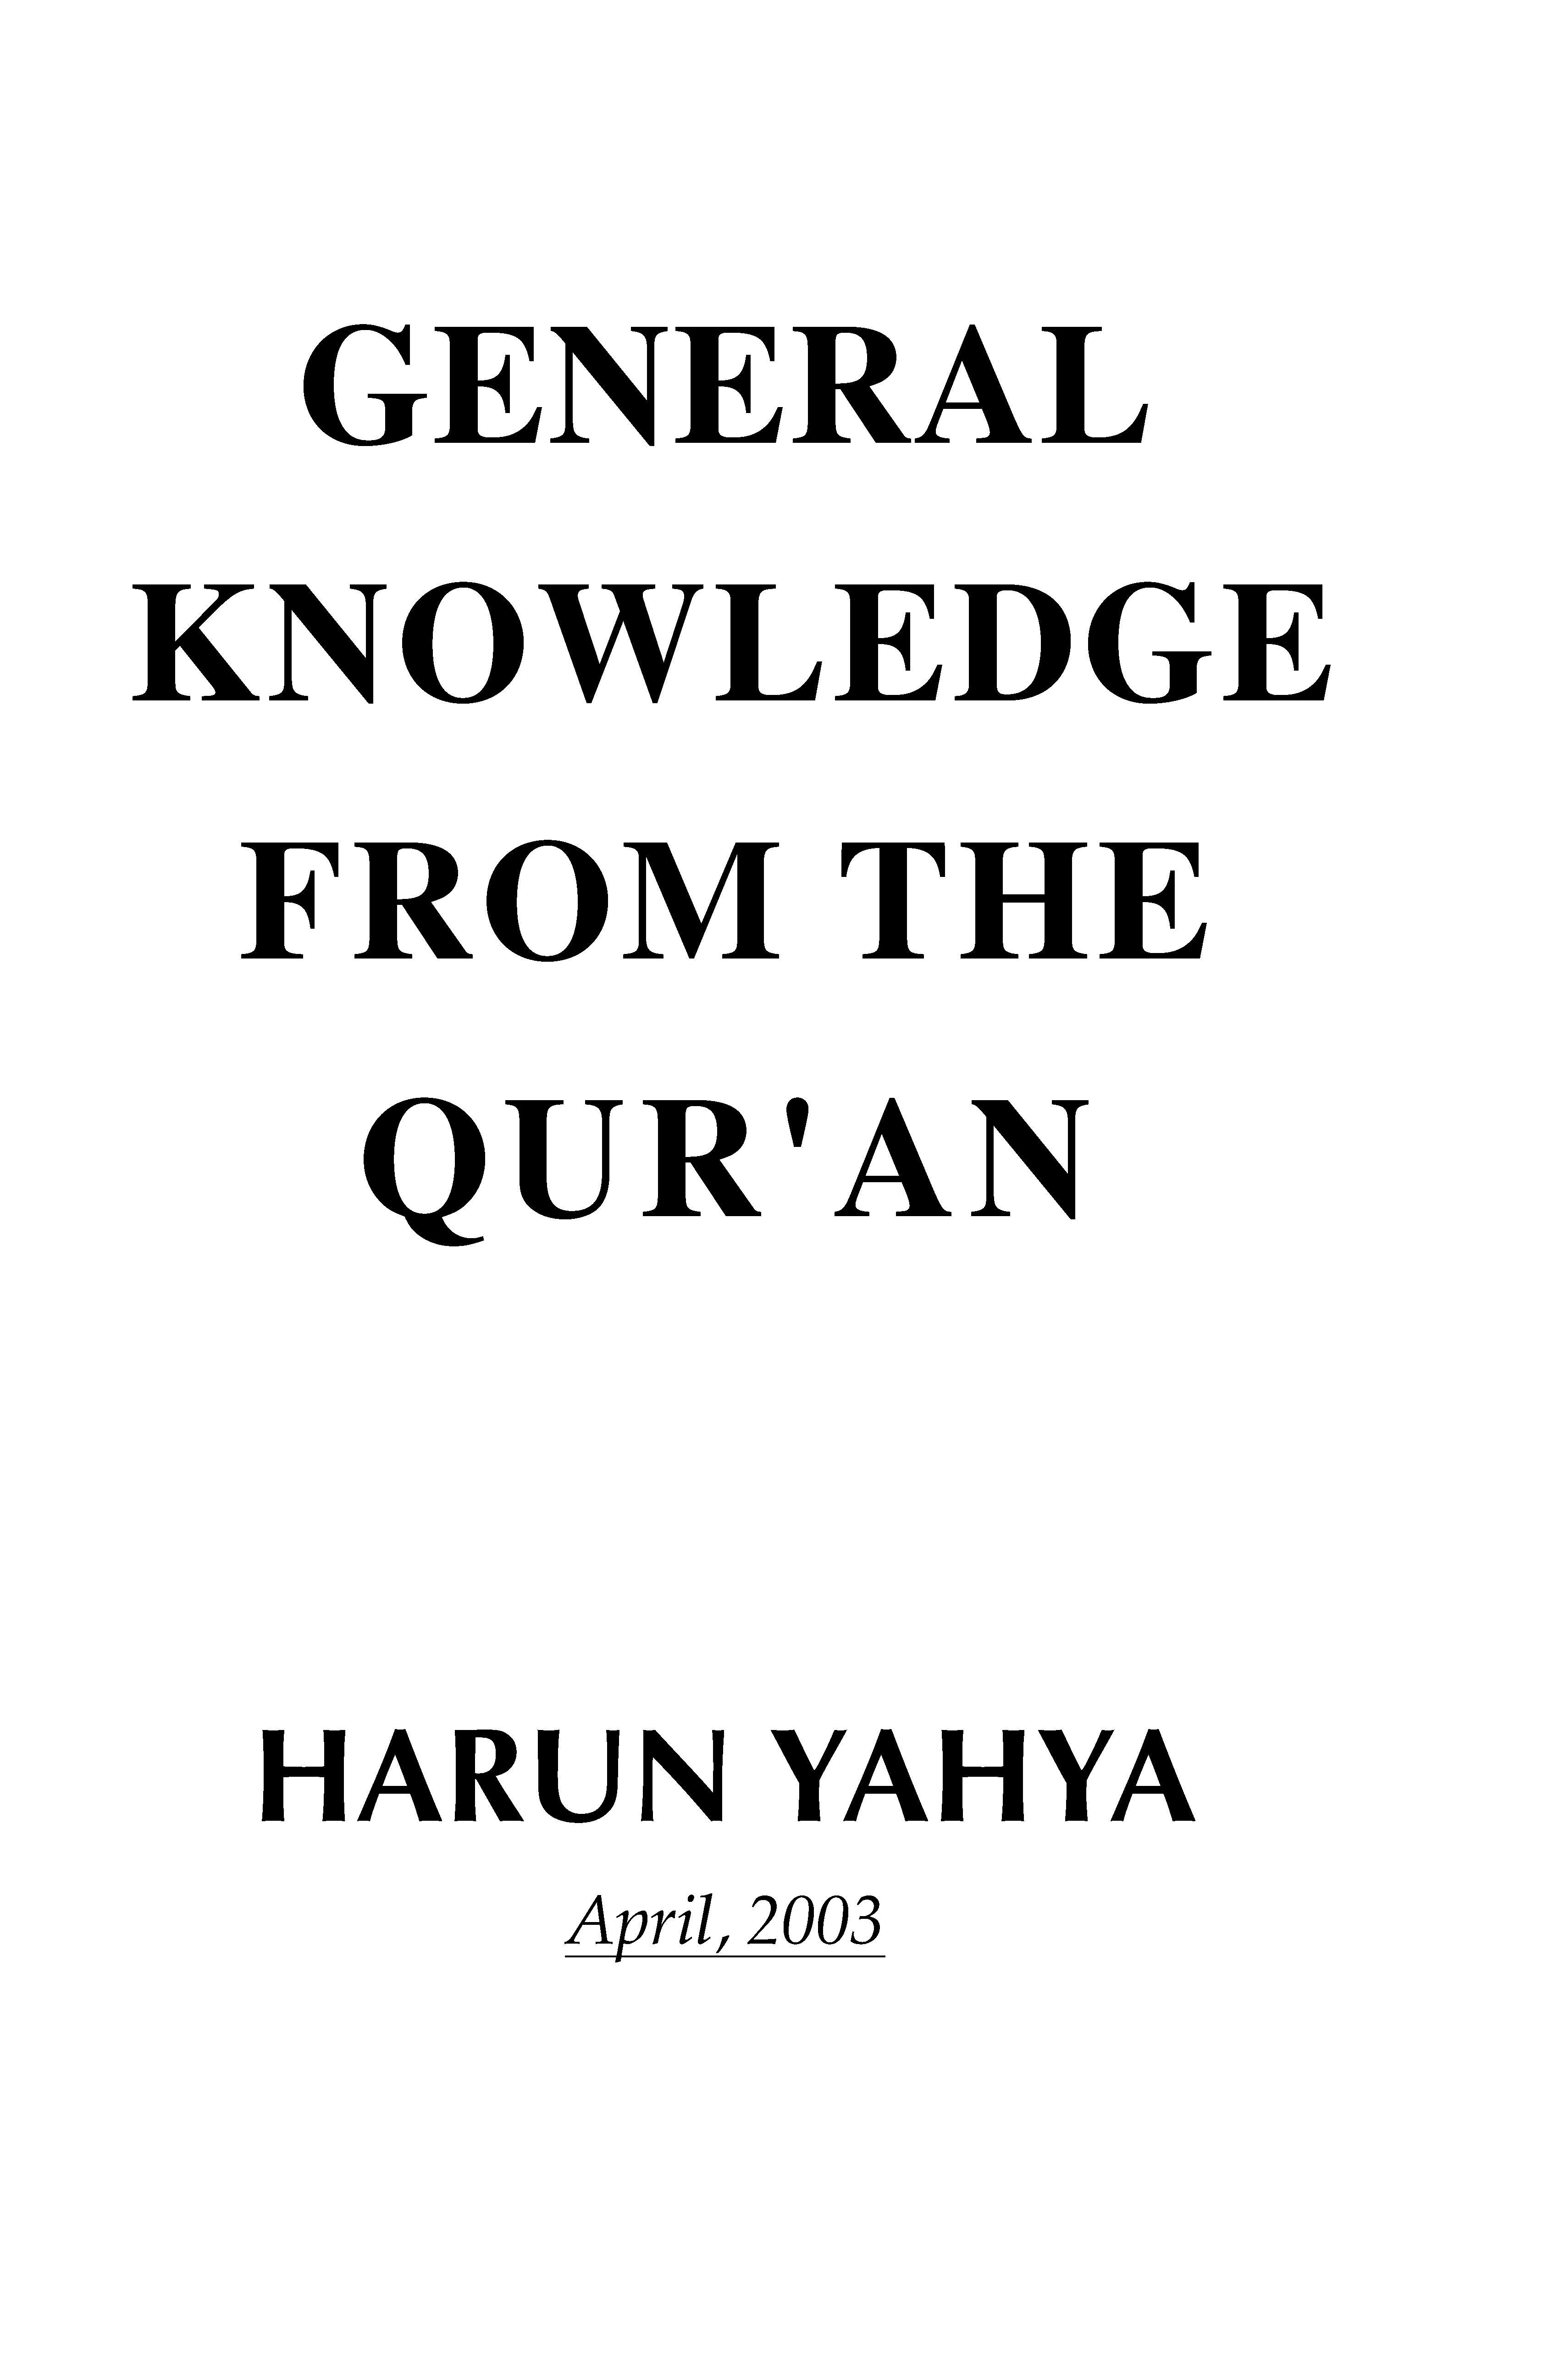 GENERAL
KNOWLEDGE
FROM THE
QUR'AN
HARUN YAHYA
April, 2003